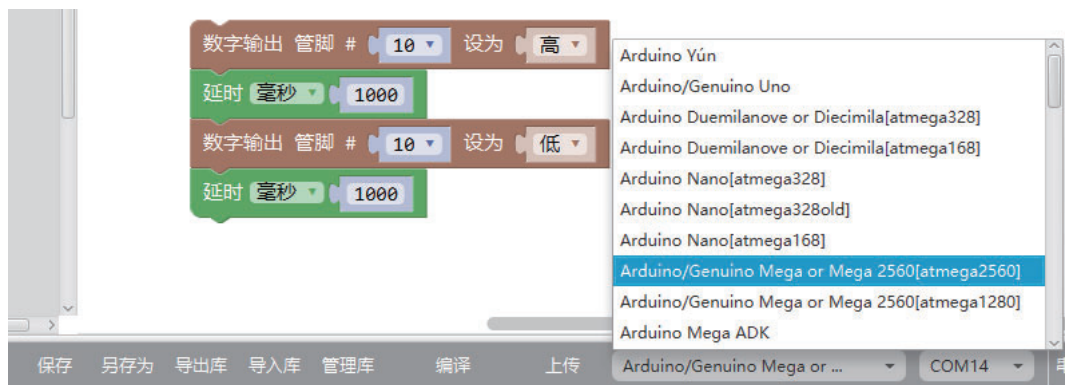 数字输出 管脚 # 10 设为 高
延时 毫秒 1000
数字输出 管脚 # 10 设为 低
延时 毫秒 1000
Arduino Yún
Arduino/Genuino Uno
Arduino Duemilanove or Diecimila[atmega328]
Arduino Duemilanove or Diecimila[atmega168]
Arduino Nano[atmega328]
Arduino Nano[atmega328old]
Arduino Nano[atmega168]
Arduino/Genuino Mega or Mega 2560[atmega2560]
Arduino/Genuino Mega or Mega 2560[atmega1280]
Arduino Mega ADK
保存 另存为 导出库 导入库 管理库 编译 上传 Arduino/Genuino Mega or ... COM14